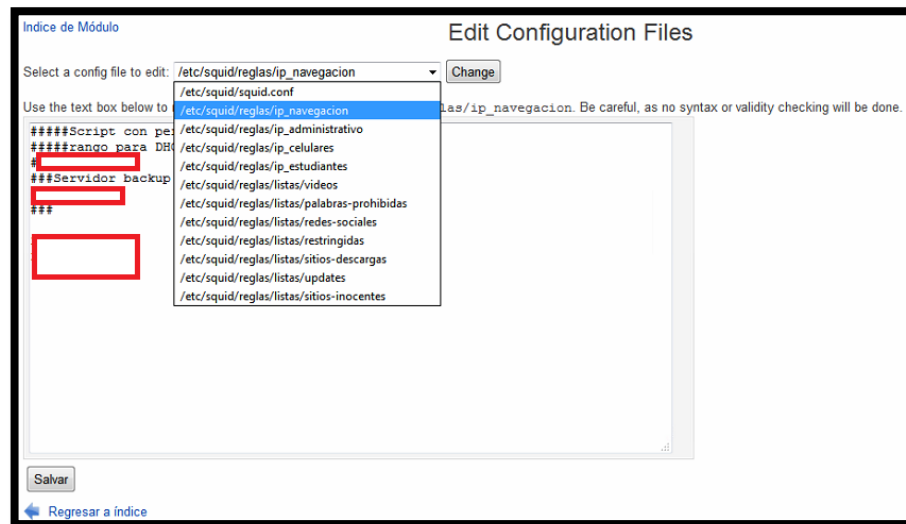 Indice de Módulo
Edit Configuration Files
Select a config file to edit: /etc/squid/reglas/ip_navegacion Change
/etc/squid/squid.conf
Use the text box below to
/etc/squid/reglas/ip_navegacion
las/ip_navegacion. Be careful, as no syntax or validity checking will be done.
#####Script con
/etc/squid/reglas/ip_administrativo
#####rango para
/etc/squid/reglas/ip_celulares
#
/etc/squid/reglas/ip_estudiantes
###Servidor backup
/etc/squid/reglas/listas/videos
/etc/squid/reglas/listas/palabras-prohibidas
###
/etc/squid/reglas/listas/redes-sociales
/etc/squid/reglas/listas/restringidas
/etc/squid/reglas/listas/sitios-descargas
/etc/squid/reglas/listas/updates
/etc/squid/reglas/listas/sitios-inocentes
Salvar
Regresar a índice